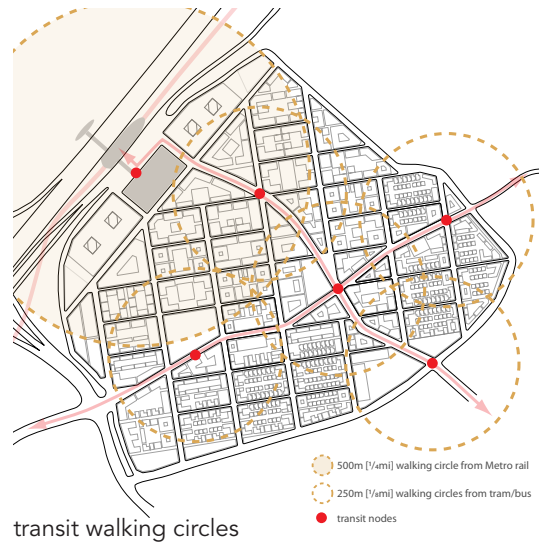 500m [¹/₄mi] walking circle from Metro rail
250m [¹/₈mi] walking circles from tram/bus
transit nodes
transit walking circles